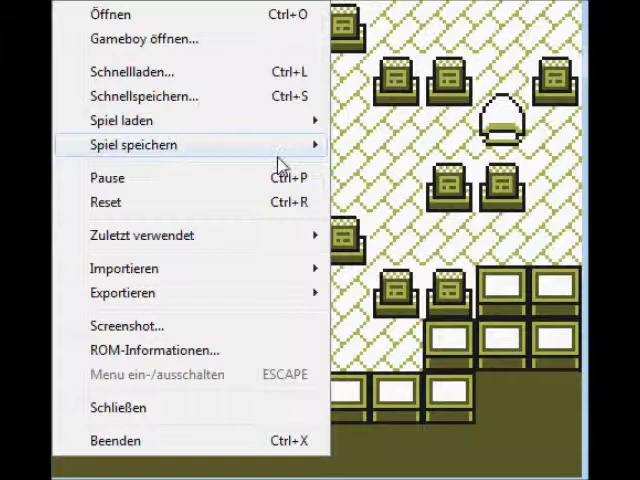 Öffnen Ctrl+O
Gameboy öffnen...
Schnellladen... Ctrl+L
Schnellspeichern... Ctrl+S
Spiel laden
Spiel speichern
Pause Ctrl+P
Reset Ctrl+R
Zuletzt verwendet
Importieren
Exportieren
Screenshot...
ROM-Informationen...
Menu ein-/ausschalten ESCAPE
Schließen
Beenden Ctrl+X